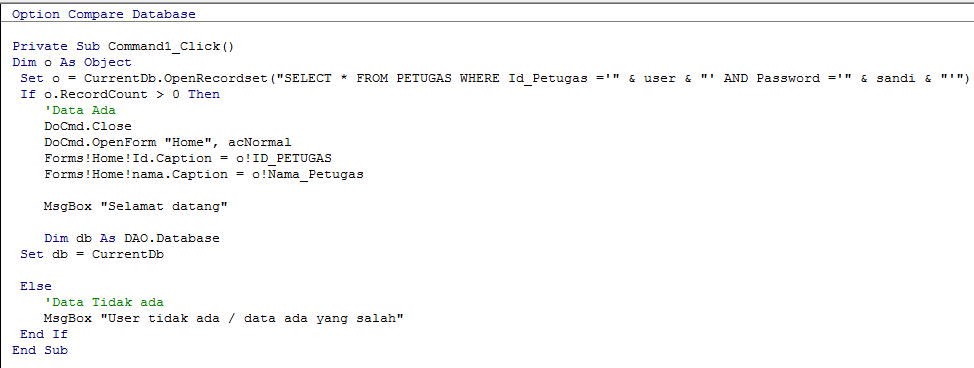 Option Compare Database
Private Sub Command1_Click()
Dim o As Object
Set o = CurrentDb.OpenRecordset("SELECT * FROM PETUGAS WHERE Id_Petugas ='" & user & "' AND Password ='" & sandi & "'")
If o.RecordCount > 0 Then
'Data Ada
DoCmd.Close
DoCmd.OpenForm "Home", acNormal
Forms!Home!Id.Caption = o!ID_PETUGAS
Forms!Home!nama.Caption = o!Nama_Petugas
MsgBox "Selamat datang"
Dim db As DAO.Database
Set db = CurrentDb
Else
'Data Tidak ada
MsgBox "User tidak ada / data ada yang salah"
End If
End Sub